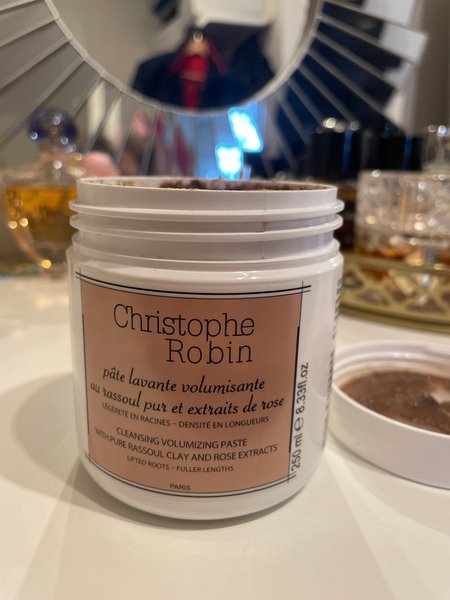 Christophe
Robin
pâte lavante volumisante
au rassoul pur et extraits de rose
LÉGÈRETÉ EN RACINES – DENSITÉ EN LONGUEURS
CLEANSING VOLUMIZING PASTE
WITH PURE RASSOUL CLAY AND ROSE EXTRACTS
LIFTED ROOTS – FULLER LENGTHS
PARIS
250 ml ℮ 8.33fl.oz